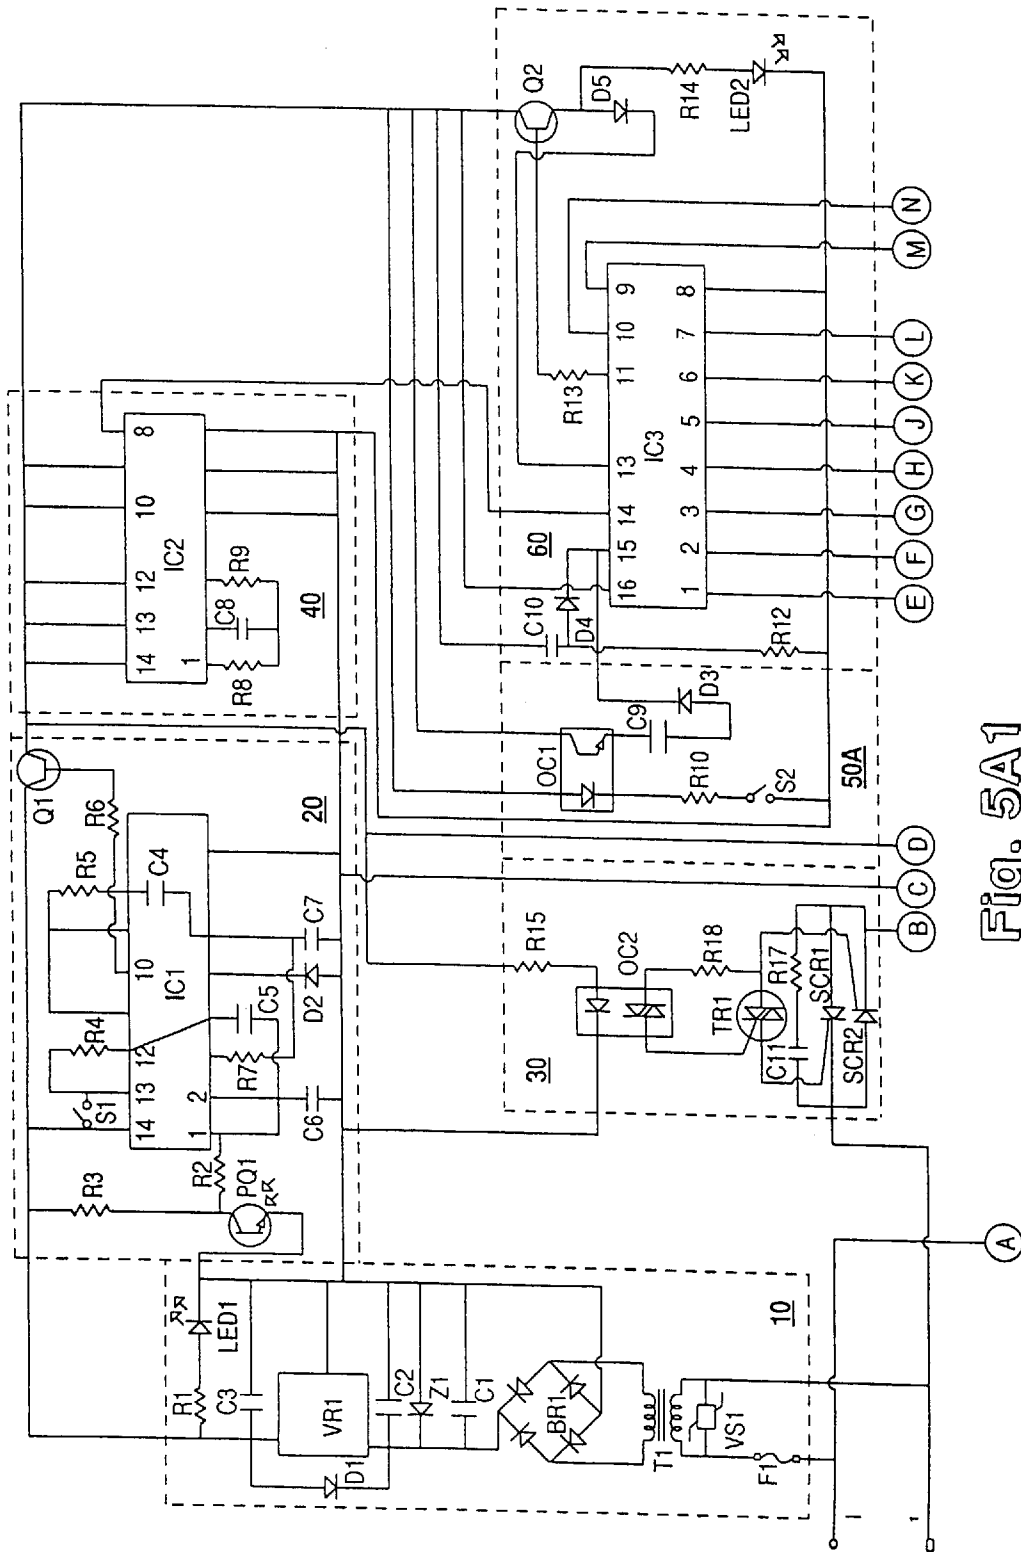 Q1
R6
R5
C4
R4
10
IC1
12
13
14
S1
2
1
C5
R7
D2
C7
C6
20
R3
R2
PQ1
14
13
12
10
8
IC2
1
R8
C8
R9
40
R1
LED1
C3
VR1
D1
C2
Z1
C1
BR1
T1
VS1
F1
10
R15
OC2
R18
TR1
R17
C11
SCR1
SCR2
30
OC1
C9
D3
R10
S2
50A
60
C10
D4
R12
16
15
14
13
11
10
9
IC3
1
2
3
4
5
6
7
8
R13
Q2
D5
R14
LED2
A
B
C
D
E
F
G
H
J
K
L
M
N
Fig. 5A1